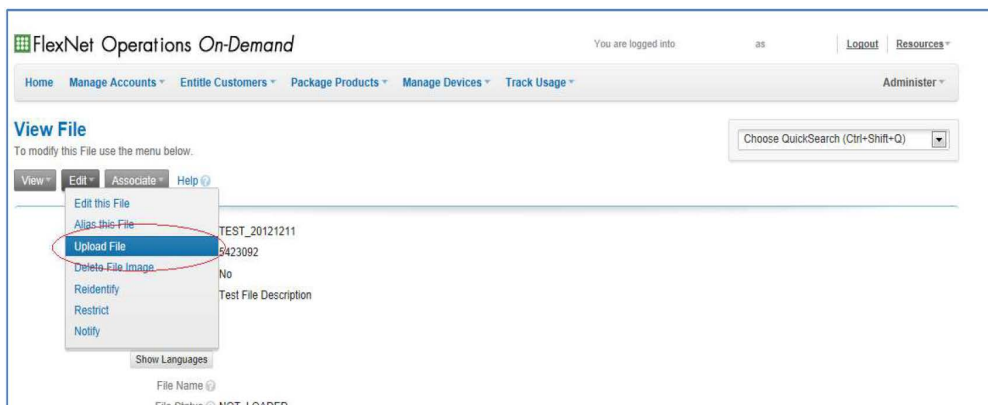 FlexNet Operations On-Demand
You are logged into as Logout Resources
Home Manage Accounts Entitle Customers Package Products Manage Devices Track Usage Administer
View File
To modify this File use the menu below.
Choose QuickSearch (Ctrl+Shift+Q)
View Edit Associate Help
Edit this File
Alias this File
TEST_20121211
Upload File
5423092
Delete File Image
No
Reidentify
Test File Description
Restrict
Notify
Show Languages
File Name
File Status NOT_LOADED